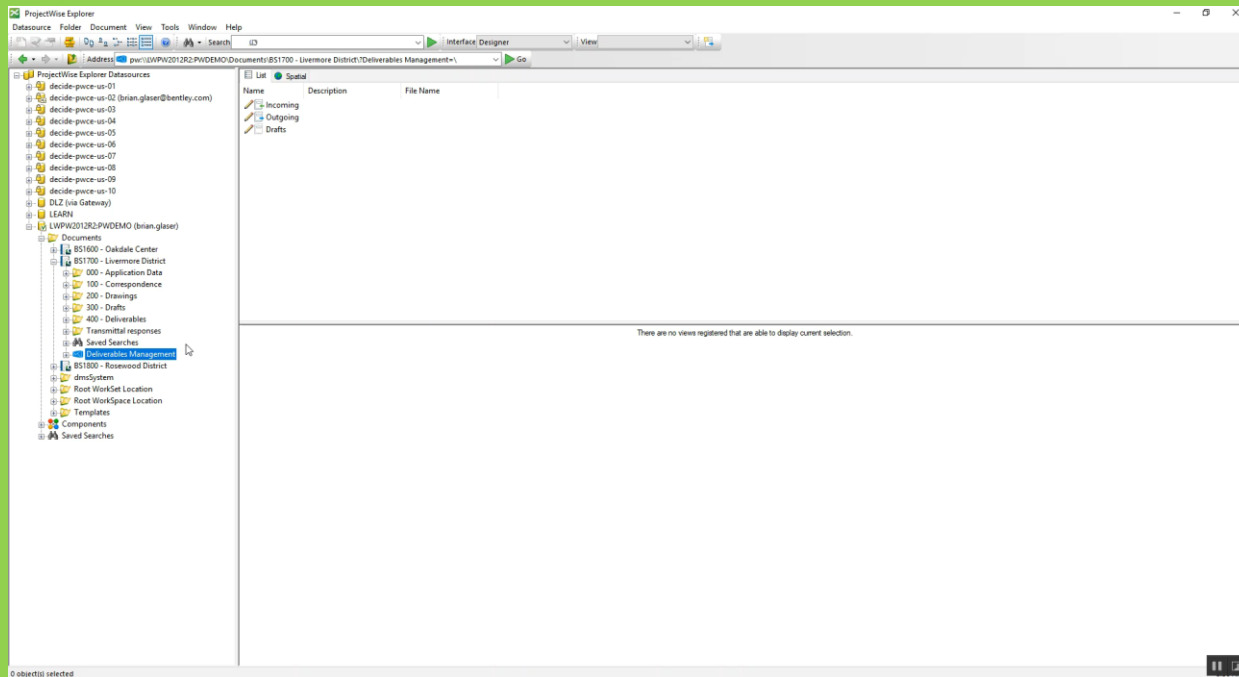 ProjectWise Explorer
Datasource Folder Document View Tools Window Help
Search Interface Designer View
Address pw:\\LWPW2012R2:PWDEMO\Documents\BS1700 - Livermore District\?Deliverables Management=\ Go
ProjectWise Explorer Datasources
decide-pwce-us-01
decide-pwce-us-02 (brian.glaser@bentley.com)
decide-pwce-us-03
decide-pwce-us-04
decide-pwce-us-05
decide-pwce-us-06
decide-pwce-us-07
decide-pwce-us-08
decide-pwce-us-09
decide-pwce-us-10
DLZ (via Gateway)
LEARN
LWPW2012R2:PWDEMO (brian.glaser)
Documents
BS1600 - Oakdale Center
BS1700 - Livermore District
000 - Application Data
100 - Correspondence
200 - Drawings
300 - Drafts
400 - Deliverables
Transmittal responses
Saved Searches
Deliverables Management
BS1800 - Rosewood District
dmsSystem
Root WorkSet Location
Root WorkSpace Location
Templates
Components
Saved Searches
List Spatial
Name Description File Name
Incoming
Outgoing
Drafts
There are no views registered that are able to display current selection.
0 object(s) selected